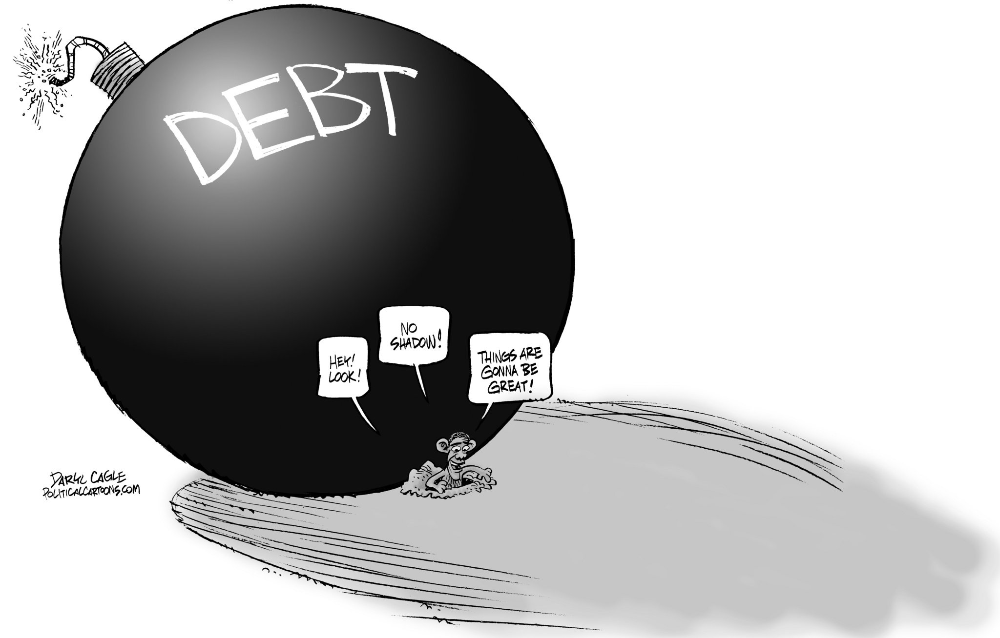 DEBT
HEY!
LOOK!
NO
SHADOW!
THINGS ARE
GONNA BE
GREAT!
DARYL CAGLE
POLITICALCARTOONS.COM